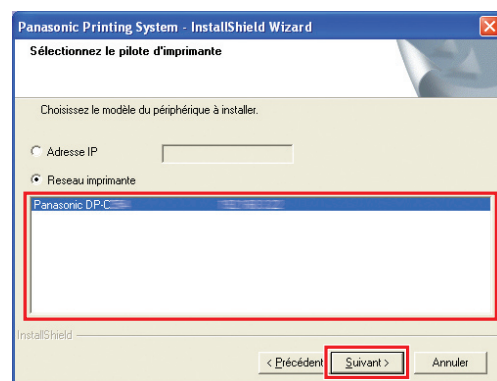 Panasonic Printing System - InstallShield Wizard
Sélectionnez le pilote d'imprimante
Choisissez le modèle du périphérique à installer.
Adresse IP
Reseau imprimante
Panasonic
InstallShield
< Précédent
Suivant >
Annuler